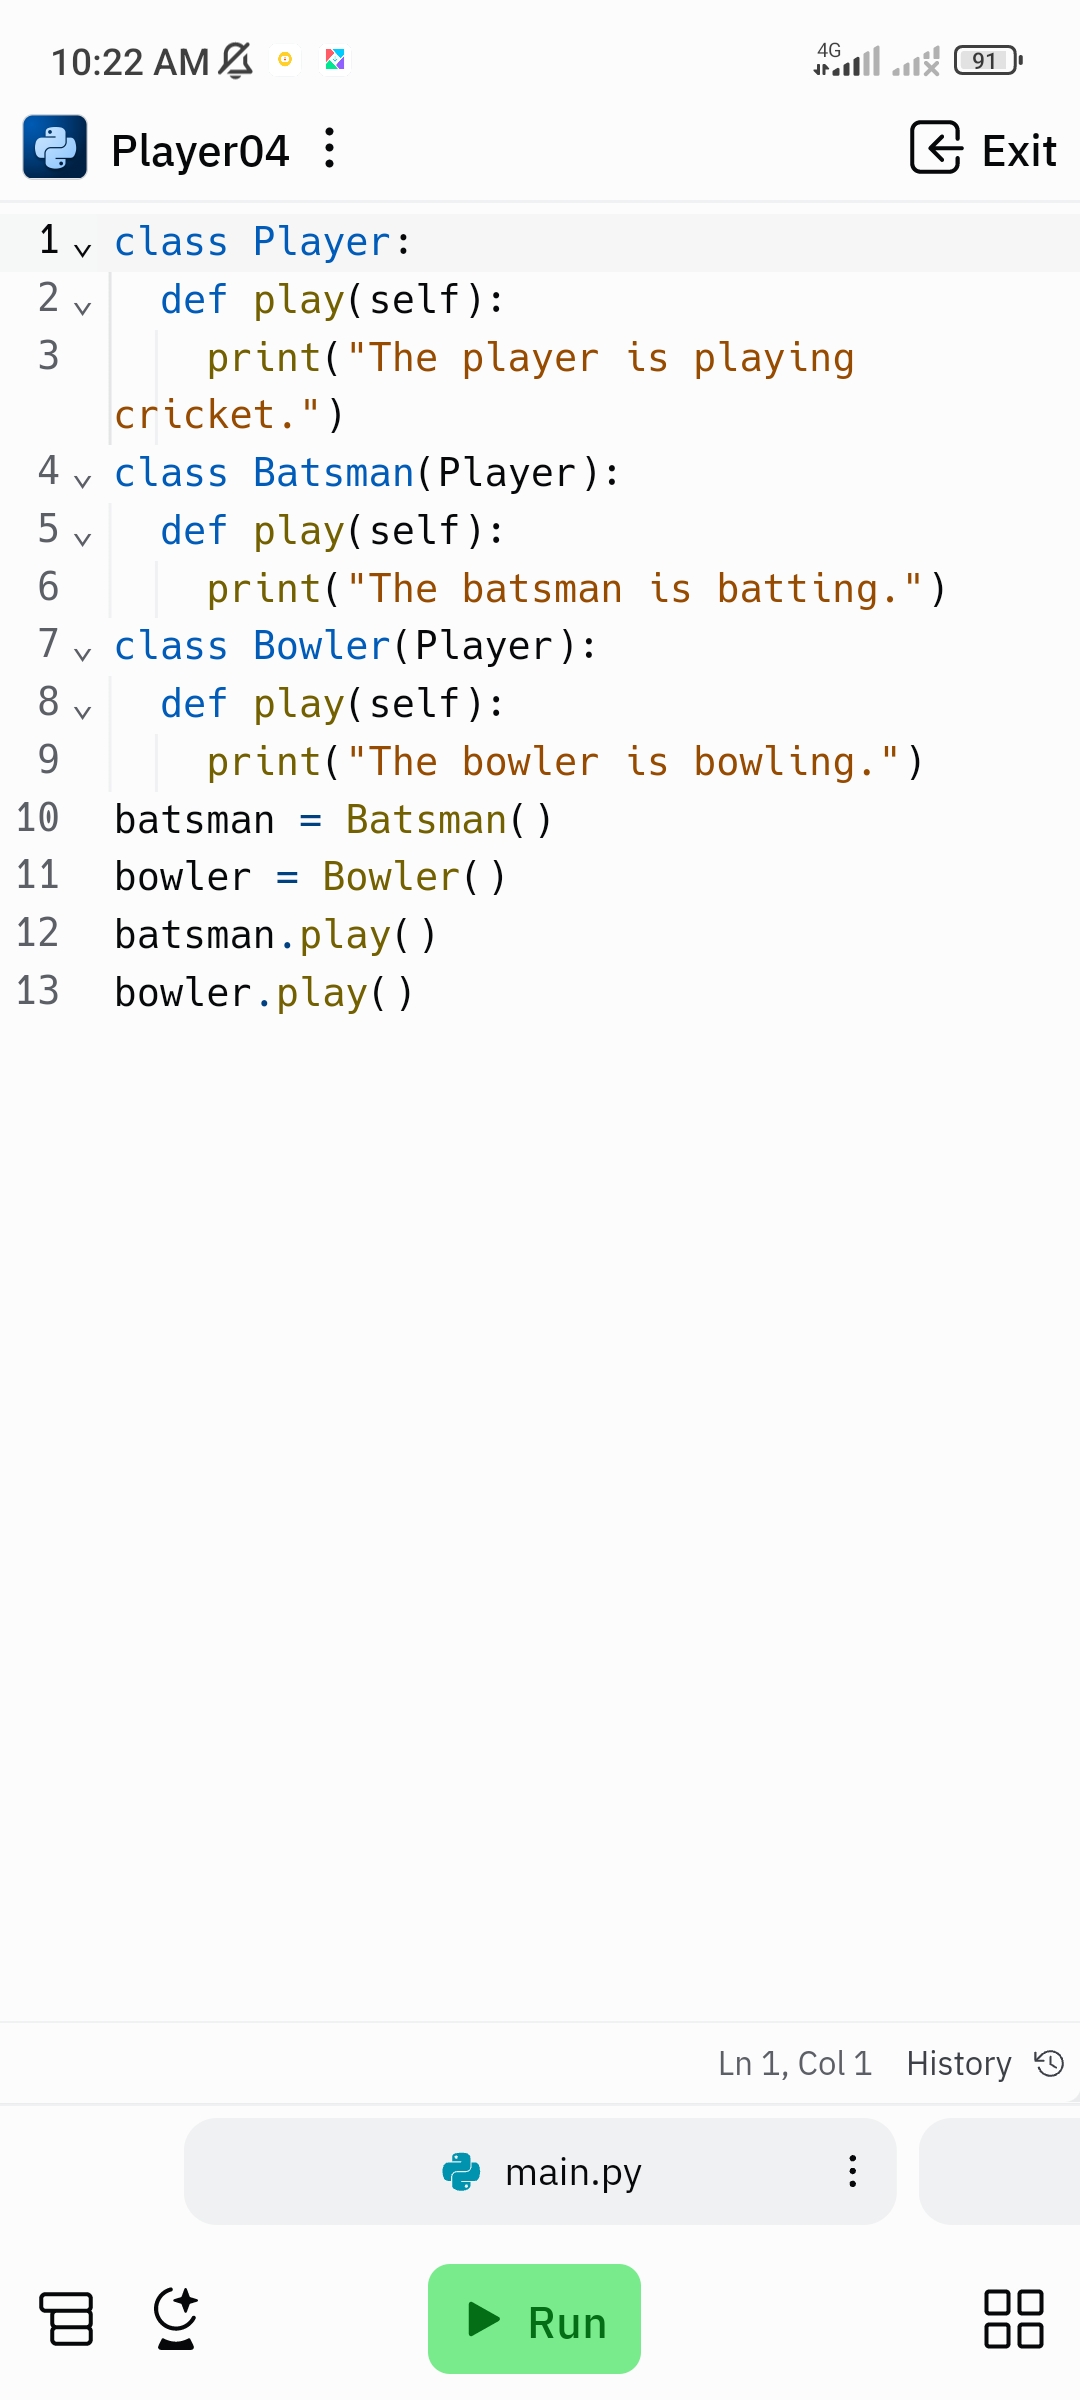 10:22 AM 4G 91
Player04 Exit
1 class Player:
2   def play(self):
3     print("The player is playing
cricket.")
4 class Batsman(Player):
5   def play(self):
6     print("The batsman is batting.")
7 class Bowler(Player):
8   def play(self):
9     print("The bowler is bowling.")
10 batsman = Batsman()
11 bowler = Bowler()
12 batsman.play()
13 bowler.play()
Ln 1, Col 1 History
main.py
Run